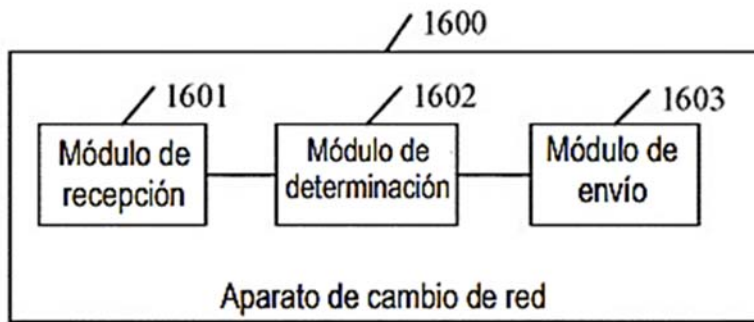 1600
1601
1602
1603
Módulo de
recepción
Módulo de
determinación
Módulo de
envío
Aparato de cambio de red